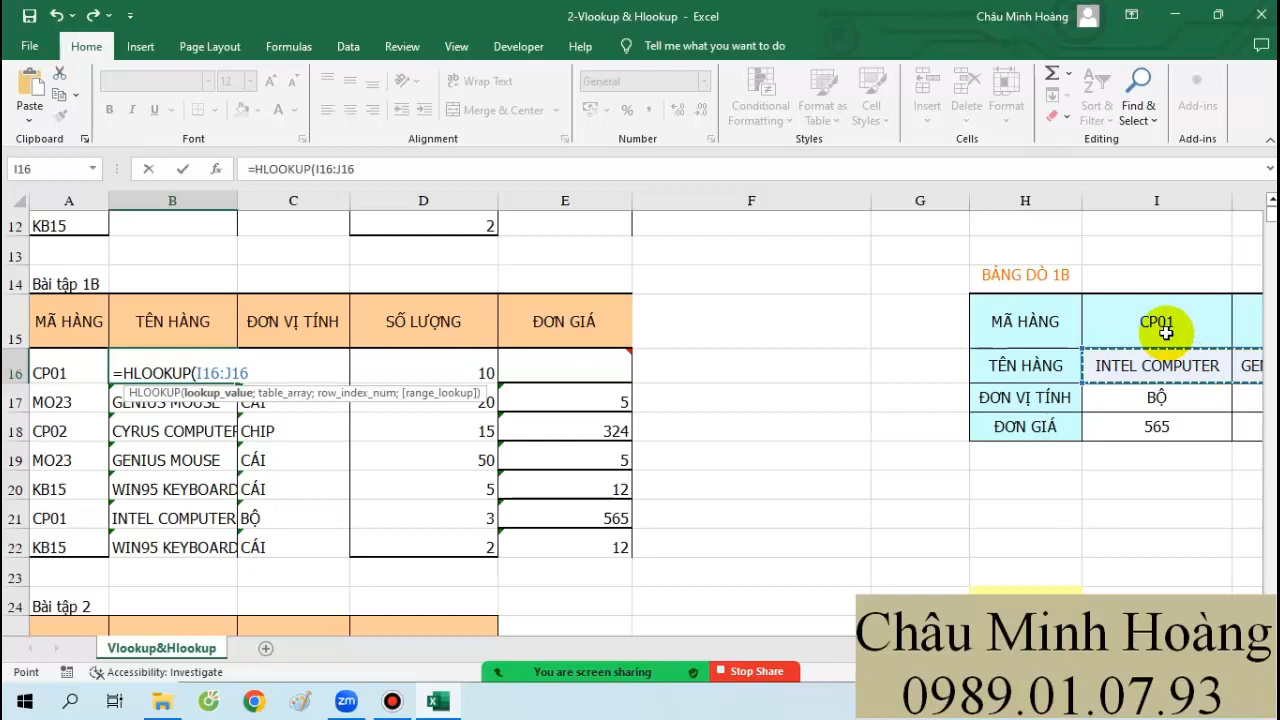 2-Vlookup & Hlookup - Excel
Châu Minh Hoàng
File Home Insert Page Layout Formulas Data Review View Developer Help Tell me what you want to do
Paste
12
B I U
Wrap Text
Merge & Center
General
Conditional Formatting
Format as Table
Cell Styles
Insert
Delete
Format
Sort & Filter
Find & Select
Add-ins
Clipboard Font Alignment Number Styles Cells Editing Add-ins
I16 =HLOOKUP(I16:J16
A B C D E F G H I
12 KB15 2
13
14 Bài tập 1B BẢNG DÒ 1B
15 MÃ HÀNG TÊN HÀNG ĐƠN VỊ TÍNH SỐ LƯỢNG ĐƠN GIÁ MÃ HÀNG CP01
16 CP01 =HLOOKUP(I16:J16 10 TÊN HÀNG INTEL COMPUTER GEI
HLOOKUP(lookup_value; table_array; row_index_num; [range_lookup])
17 MO23 GENIUS MOUSE CÁI 20 5 ĐƠN VỊ TÍNH BỘ
18 CP02 CYRUS COMPUTER CHIP 15 324 ĐƠN GIÁ 565
19 MO23 GENIUS MOUSE CÁI 50 5
20 KB15 WIN95 KEYBOARD CÁI 5 12
21 CP01 INTEL COMPUTER BỘ 3 565
22 KB15 WIN95 KEYBOARD CÁI 2 12
23
24 Bài tập 2
Vlookup&Hlookup
Point Accessibility: Investigate
You are screen sharing Stop Share
Châu Minh Hoàng
0989.01.07.93
zm